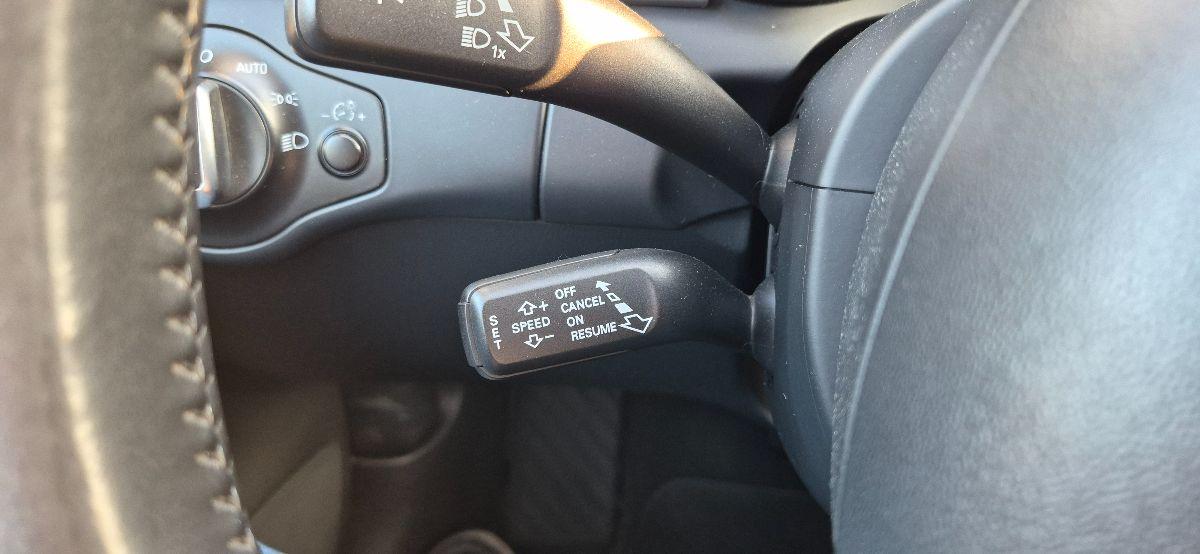 1x
AUTO
- +
SET
+
SPEED
-
OFF
CANCEL
ON
RESUME